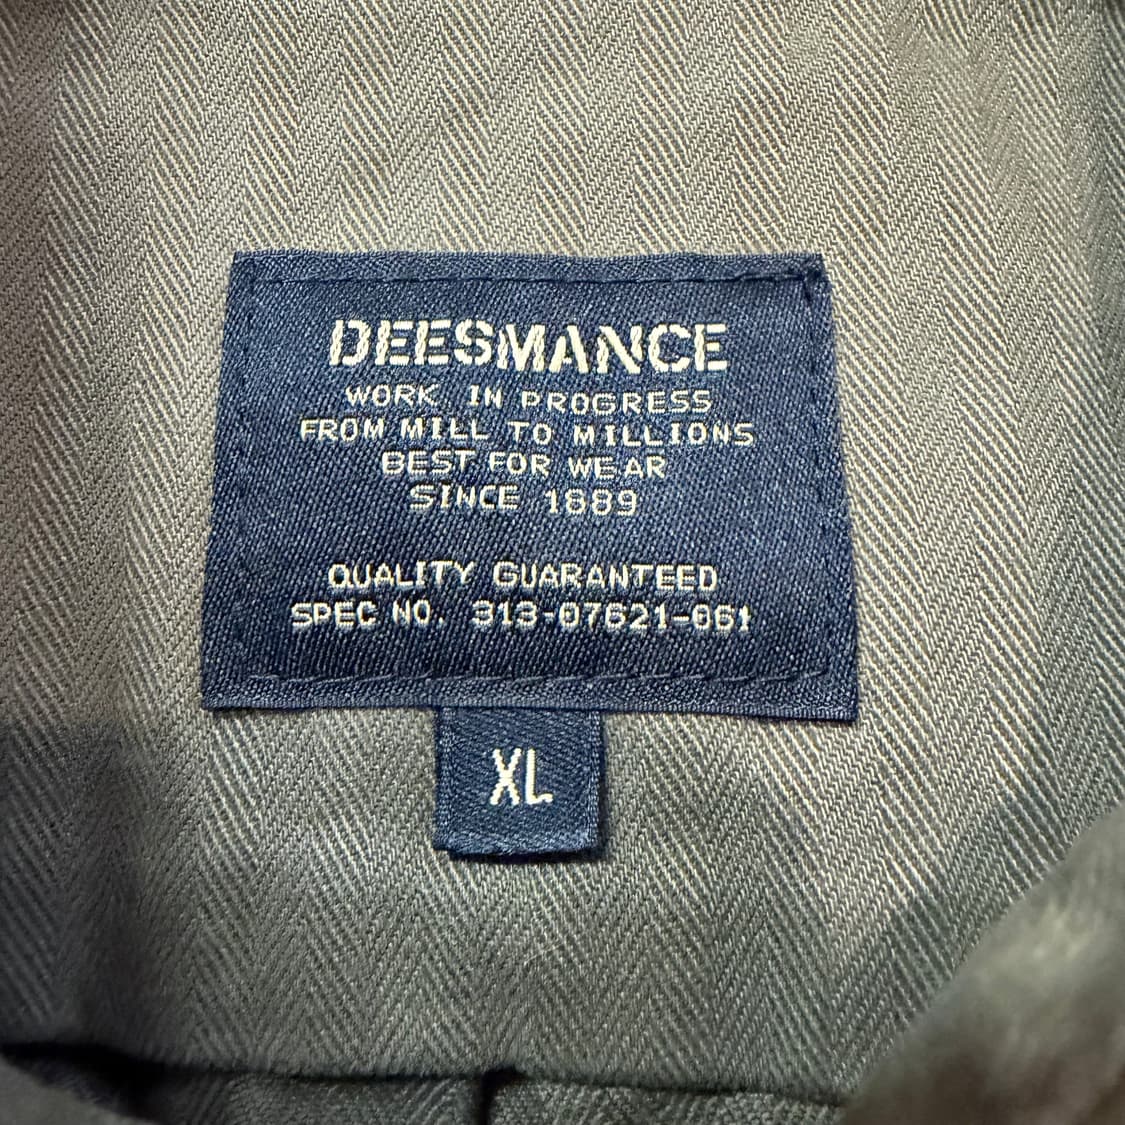 DEESMANCE
WORK IN PROGRESS
FROM MILL TO MILLIONS
BEST FOR WEAR
SINCE 1889
QUALITY GUARANTEED
SPEC NO. 313-07621-061
XL